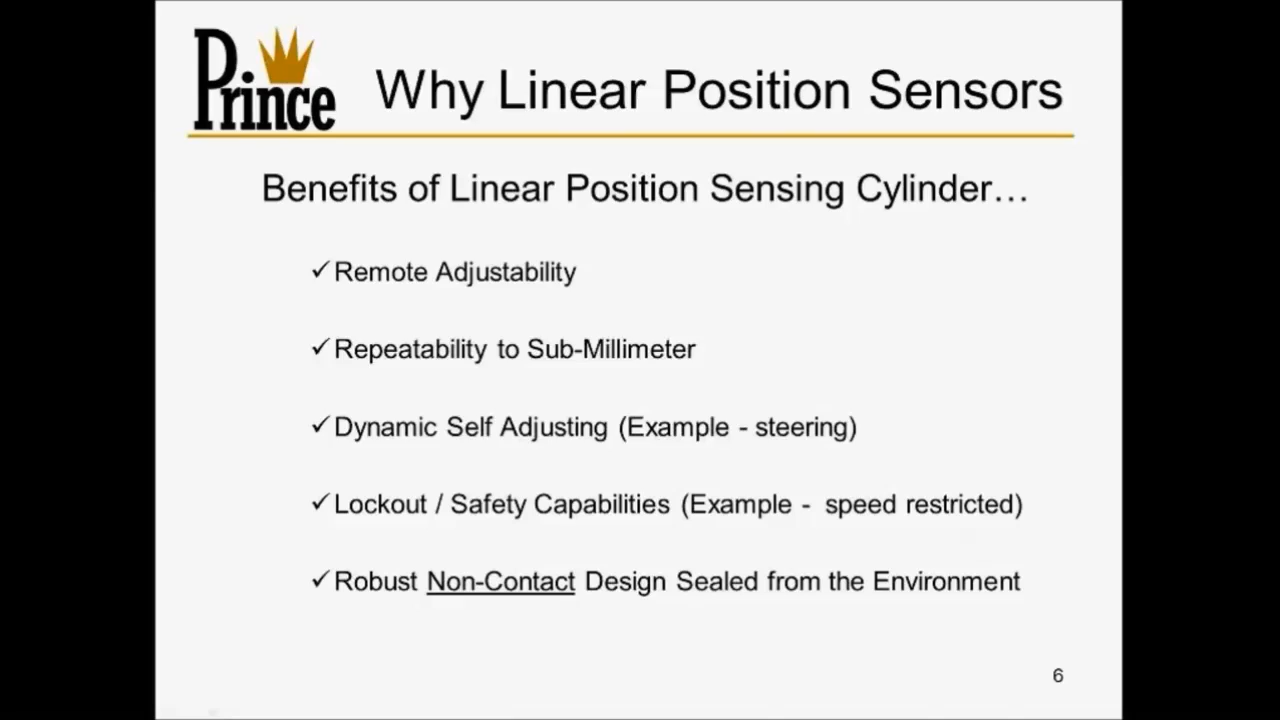 Prince
Why Linear Position Sensors
Benefits of Linear Position Sensing Cylinder…
✓Remote Adjustability
✓Repeatability to Sub-Millimeter
✓Dynamic Self Adjusting (Example - steering)
✓Lockout / Safety Capabilities (Example - speed restricted)
✓Robust Non-Contact Design Sealed from the Environment
6